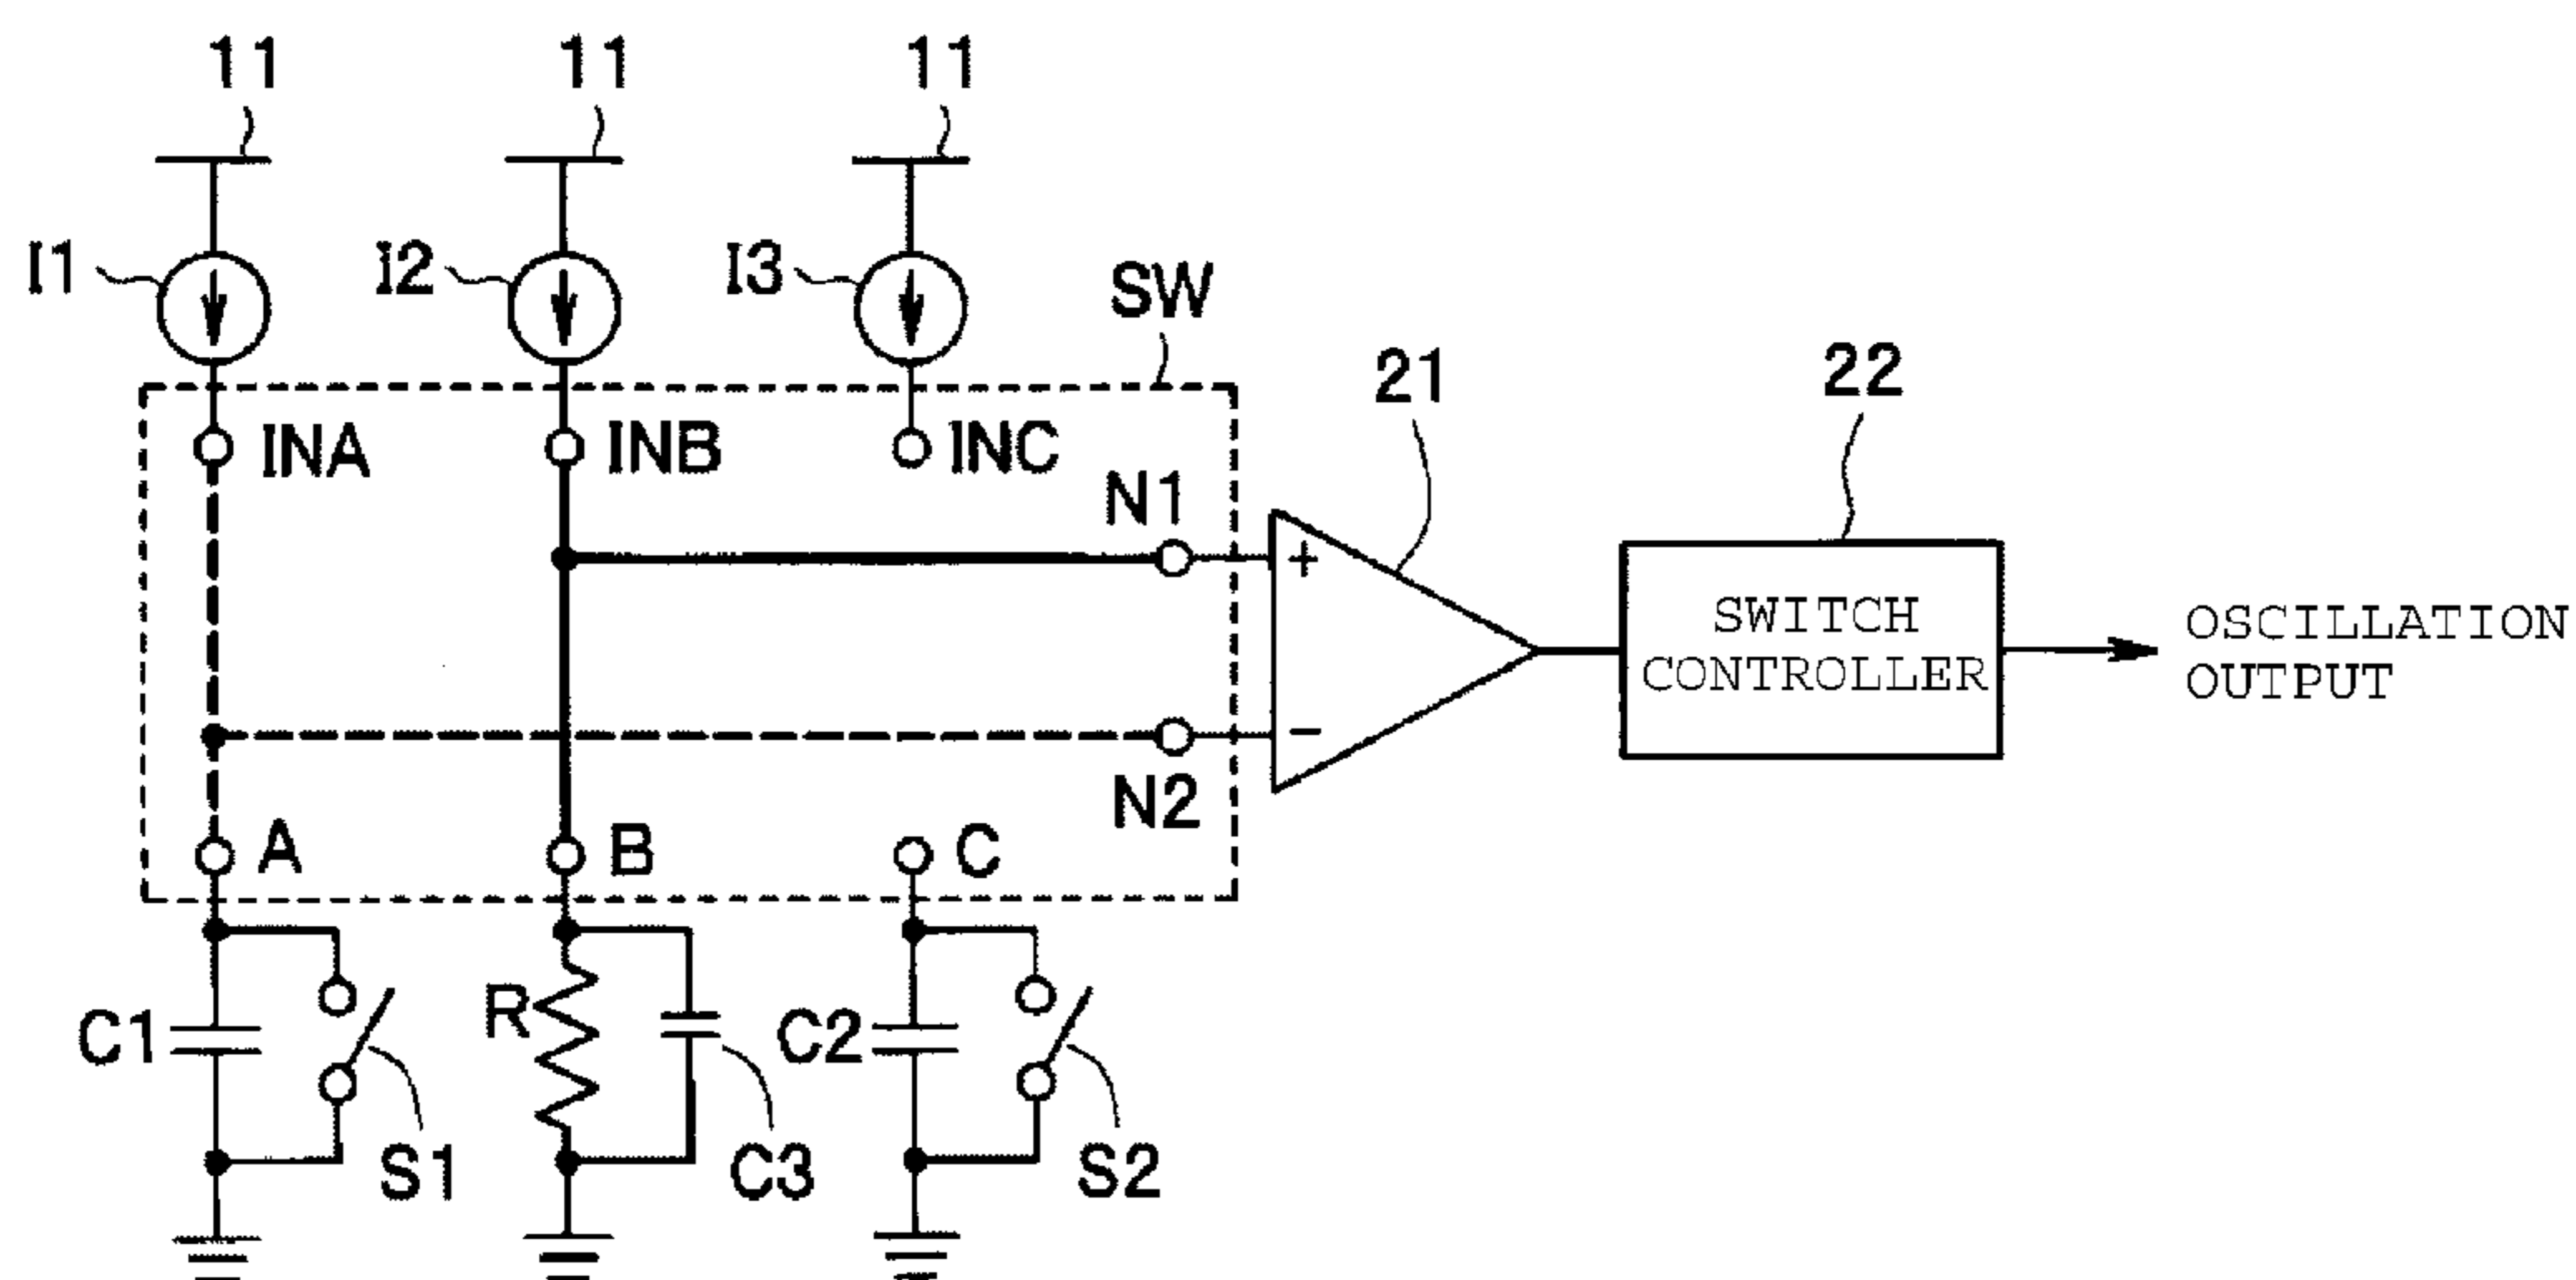 11 11 11
I1 I2 I3 SW
21 22
INA INB INC
N1
+
SWITCH
CONTROLLER
OSCILLATION
OUTPUT
−
N2
A B C
C1 R C2
S1 C3 S2